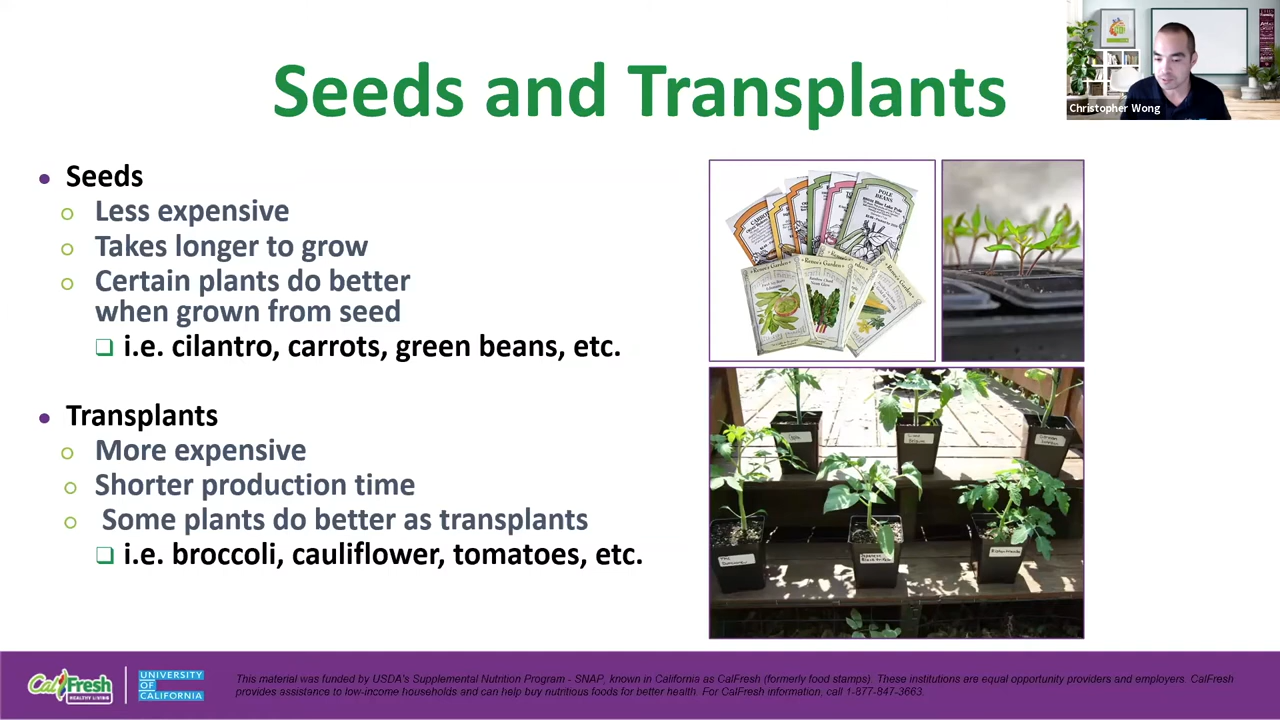 Seeds and Transplants
Christopher Wong
• Seeds
○ Less expensive
○ Takes longer to grow
○ Certain plants do better
when grown from seed
❑ i.e. cilantro, carrots, green beans, etc.
• Transplants
○ More expensive
○ Shorter production time
○ Some plants do better as transplants
❑ i.e. broccoli, cauliflower, tomatoes, etc.
POLE
BEANS
Renee's Garden
Renee's Garden
CalFresh
HEALTHY LIVING
UNIVERSITY
OF
CALIFORNIA
This material was funded by USDA's Supplemental Nutrition Program - SNAP, known in California as CalFresh (formerly food stamps). These institutions are equal opportunity providers and employers. CalFresh
provides assistance to low-income households and can help buy nutritious foods for better health. For CalFresh information, call 1-877-847-3663.